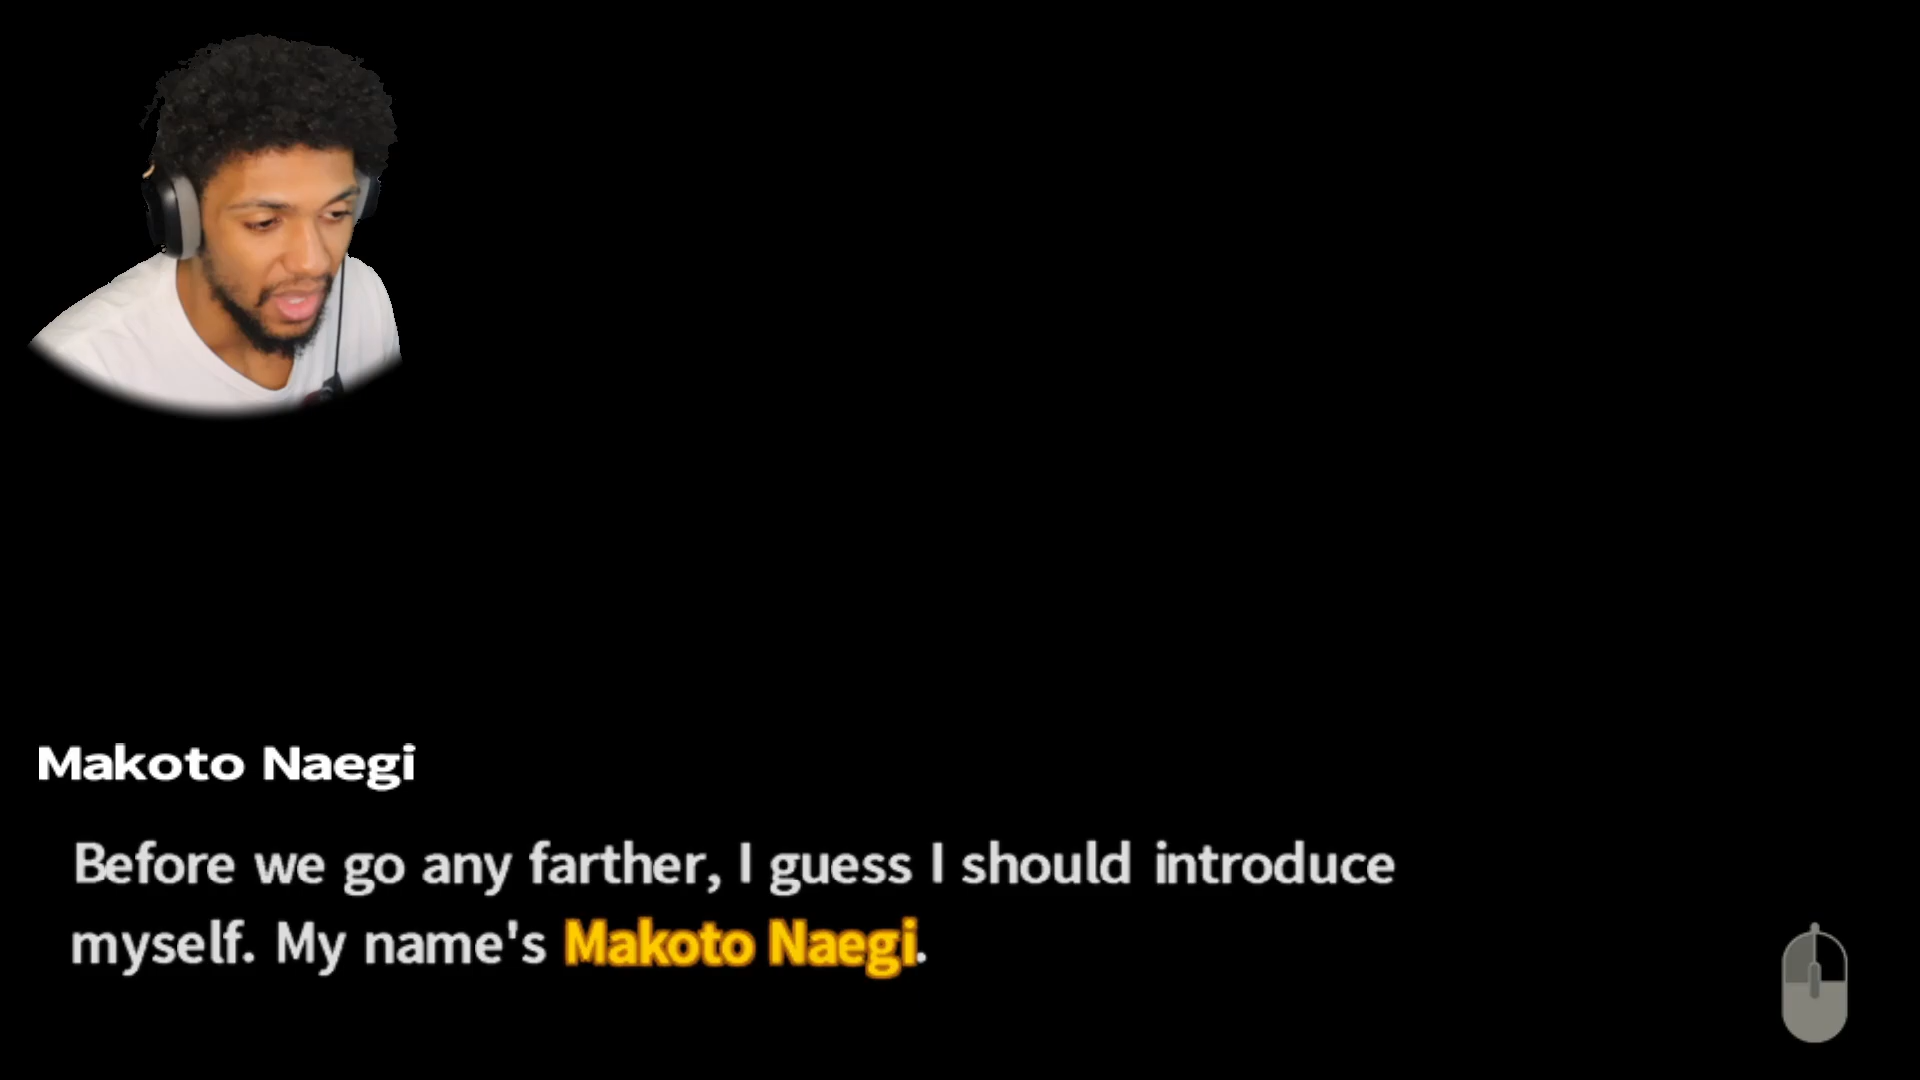 Makoto Naegi
Before we go any farther, I guess I should introduce
myself. My name's Makoto Naegi.